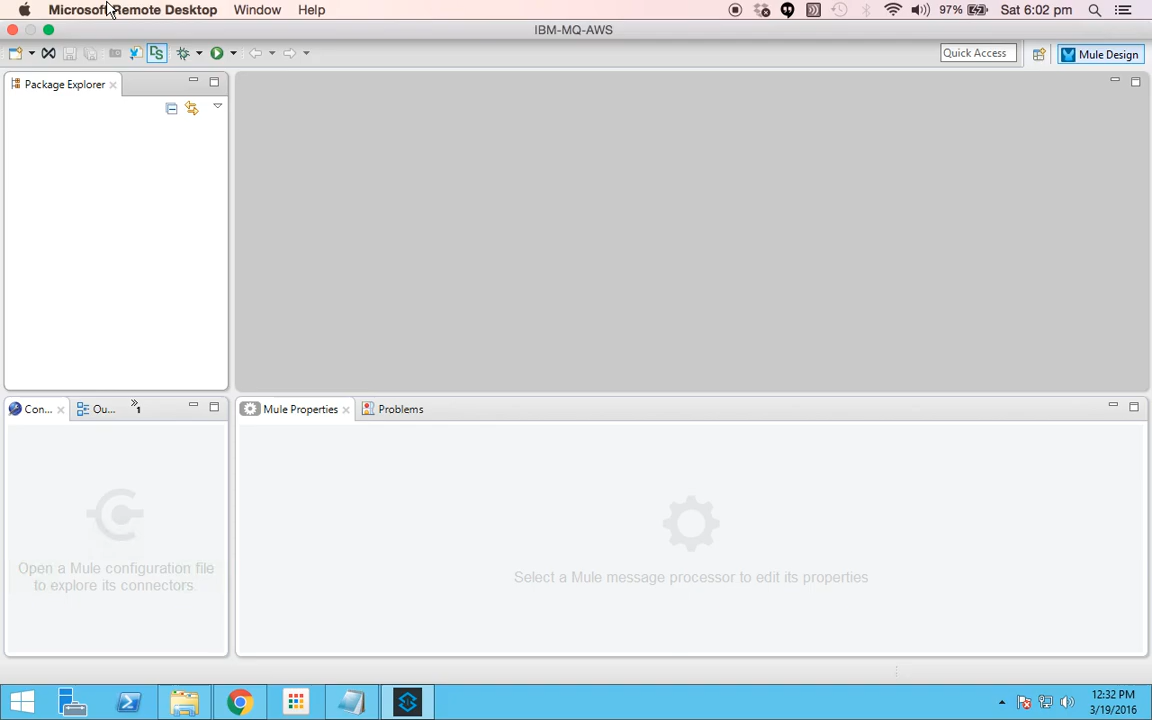 Microsoft Remote Desktop Window Help 97% Sat 6:02 pm
IBM-MQ-AWS
DS Quick Access Mule Design
Package Explorer
Con... Ou... »1 Mule Properties Problems
Open a Mule configuration file
to explore its connectors
Select a Mule message processor to edit its properties
12:32 PM
3/19/2016